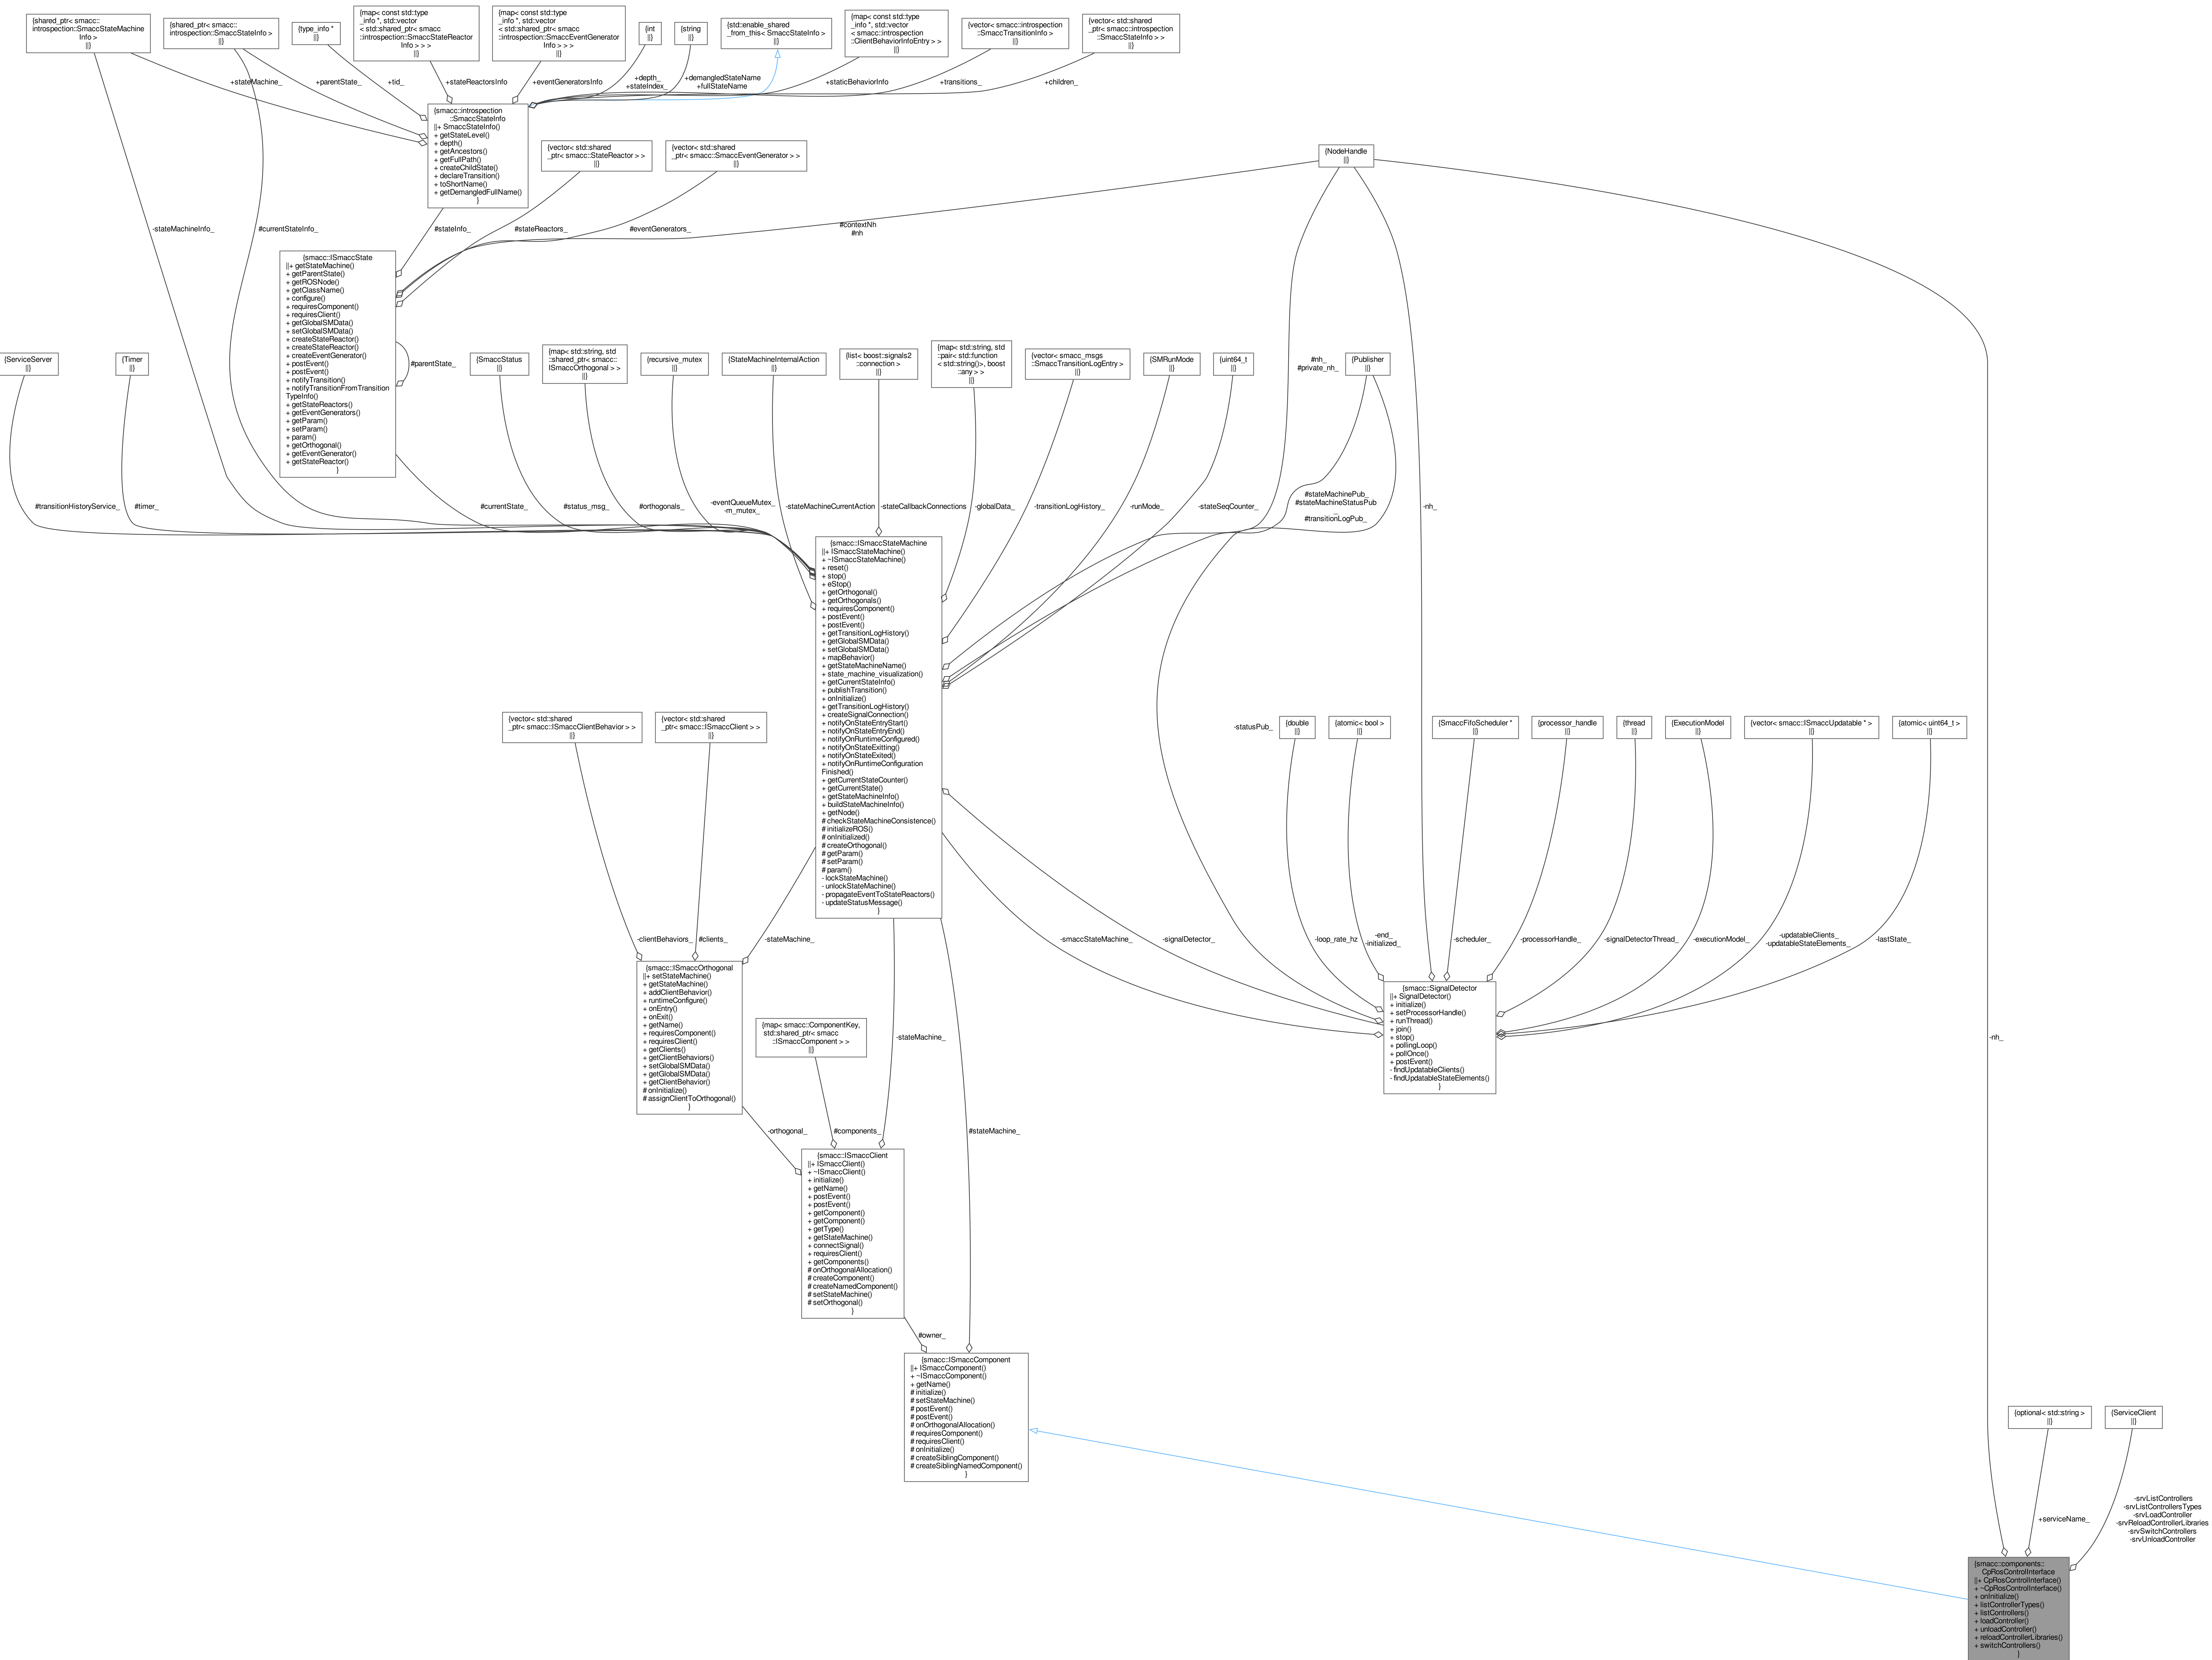 {shared_ptr< smacc::
introspection::SmaccStateMachine
Info >
||}
{shared_ptr< smacc::
introspection::SmaccStateInfo >
||}
{type_info *
||}
{map< const std::type
_info *, std::vector
< std::shared_ptr< smacc
::introspection::SmaccStateReactor
Info > > >
||}
{map< const std::type
_info *, std::vector
< std::shared_ptr< smacc
::introspection::SmaccEventGenerator
Info > > >
||}
{int
||}
{string
||}
{std::enable_shared
_from_this< SmaccStateInfo >
||}
{map< const std::type
_info *, std::vector
< smacc::introspection
::ClientBehaviorInfoEntry > >
||}
{vector< smacc::introspection
::SmaccTransitionInfo >
||}
{vector< std::shared
_ptr< smacc::introspection
::SmaccStateInfo > >
||}
+stateMachine_
+parentState_
+tid_
+stateReactorsInfo
+eventGeneratorsInfo
+depth_
+stateIndex_
+demangledStateName
+fullStateName
+staticBehaviorInfo
+transitions_
+children_
{smacc::introspection
::SmaccStateInfo
||+ SmaccStateInfo()
+ getStateLevel()
+ depth()
+ getAncestors()
+ getFullPath()
+ createChildState()
+ declareTransition()
+ toShortName()
+ getDemangledFullName()
}
{vector< std::shared
_ptr< smacc::StateReactor > >
||}
{vector< std::shared
_ptr< smacc::SmaccEventGenerator > >
||}
{NodeHandle
||}
-stateMachineInfo_
#currentStateInfo_
#stateInfo_
#stateReactors_
#eventGenerators_
#contextNh
#nh
{smacc::ISmaccState
||+ getStateMachine()
+ getParentState()
+ getROSNode()
+ getClassName()
+ configure()
+ requiresComponent()
+ requiresClient()
+ getGlobalSMData()
+ setGlobalSMData()
+ createStateReactor()
+ createStateReactor()
+ createEventGenerator()
+ postEvent()
+ postEvent()
+ notifyTransition()
+ notifyTransitionFromTransition
TypeInfo()
+ getStateReactors()
+ getEventGenerators()
+ getParam()
+ setParam()
+ param()
+ getOrthogonal()
+ getEventGenerator()
+ getStateReactor()
}
#parentState_
{ServiceServer
||}
{Timer
||}
{SmaccStatus
||}
{map< std::string, std
::shared_ptr< smacc::
ISmaccOrthogonal > >
||}
{recursive_mutex
||}
{StateMachineInternalAction
||}
{list< boost::signals2
::connection >
||}
{map< std::string, std
::pair< std::function
< std::string()>, boost
::any > >
||}
{vector< smacc_msgs
::SmaccTransitionLogEntry >
||}
{SMRunMode
||}
{uint64_t
||}
#nh_
#private_nh_
{Publisher
||}
#transitionHistoryService_
#timer_
#currentState_
#status_msg_
#orthogonals_
-eventQueueMutex_
-m_mutex_
-stateMachineCurrentAction
-stateCallbackConnections
-globalData_
-transitionLogHistory_
-runMode_
-stateSeqCounter_
#stateMachinePub_
#stateMachineStatusPub
_
#transitionLogPub_
-nh_
{smacc::ISmaccStateMachine
||+ ISmaccStateMachine()
+ ~ISmaccStateMachine()
+ reset()
+ stop()
+ eStop()
+ getOrthogonal()
+ getOrthogonals()
+ requiresComponent()
+ postEvent()
+ postEvent()
+ getTransitionLogHistory()
+ getGlobalSMData()
+ setGlobalSMData()
+ mapBehavior()
+ getStateMachineName()
+ state_machine_visualization()
+ getCurrentStateInfo()
+ publishTransition()
+ onInitialize()
+ getTransitionLogHistory()
+ createSignalConnection()
+ notifyOnStateEntryStart()
+ notifyOnStateEntryEnd()
+ notifyOnRuntimeConfigured()
+ notifyOnStateExitting()
+ notifyOnStateExited()
+ notifyOnRuntimeConfiguration
Finished()
+ getCurrentStateCounter()
+ getCurrentState()
+ getStateMachineInfo()
+ buildStateMachineInfo()
+ getNode()
# checkStateMachineConsistence()
# initializeROS()
# onInitialized()
# createOrthogonal()
# getParam()
# setParam()
# param()
- lockStateMachine()
- unlockStateMachine()
- propagateEventToStateReactors()
- updateStatusMessage()
}
{vector< std::shared
_ptr< smacc::ISmaccClientBehavior > >
||}
{vector< std::shared
_ptr< smacc::ISmaccClient > >
||}
-statusPub_
{double
||}
{atomic< bool >
||}
{SmaccFifoScheduler *
||}
{processor_handle
||}
{thread
||}
{ExecutionModel
||}
{vector< smacc::ISmaccUpdatable * >
||}
{atomic< uint64_t >
||}
-clientBehaviors_
#clients_
-stateMachine_
-smaccStateMachine_
-signalDetector_
-loop_rate_hz
-end_
-initialized_
-scheduler_
-processorHandle_
-signalDetectorThread_
-executionModel_
-updatableClients_
-updatableStateElements_
-lastState_
{smacc::ISmaccOrthogonal
||+ setStateMachine()
+ getStateMachine()
+ addClientBehavior()
+ runtimeConfigure()
+ onEntry()
+ onExit()
+ getName()
+ requiresComponent()
+ requiresClient()
+ getClients()
+ getClientBehaviors()
+ setGlobalSMData()
+ getGlobalSMData()
+ getClientBehavior()
# onInitialize()
# assignClientToOrthogonal()
}
{smacc::SignalDetector
||+ SignalDetector()
+ initialize()
+ setProcessorHandle()
+ runThread()
+ join()
+ stop()
+ pollingLoop()
+ pollOnce()
+ postEvent()
- findUpdatableClients()
- findUpdatableStateElements()
}
{map< smacc::ComponentKey,
std::shared_ptr< smacc
::ISmaccComponent > >
||}
-stateMachine_
-nh_
-orthogonal_
#components_
#stateMachine_
{smacc::ISmaccClient
||+ ISmaccClient()
+ ~ISmaccClient()
+ initialize()
+ getName()
+ postEvent()
+ postEvent()
+ getComponent()
+ getComponent()
+ getType()
+ getStateMachine()
+ connectSignal()
+ requiresClient()
+ getComponents()
# onOrthogonalAllocation()
# createComponent()
# createNamedComponent()
# setStateMachine()
# setOrthogonal()
}
#owner_
{smacc::ISmaccComponent
||+ ISmaccComponent()
+ ~ISmaccComponent()
+ getName()
# initialize()
# setStateMachine()
# postEvent()
# postEvent()
# onOrthogonalAllocation()
# requiresComponent()
# requiresClient()
# onInitialize()
# createSiblingComponent()
# createSiblingNamedComponent()
}
{optional< std::string >
||}
{ServiceClient
||}
+serviceName_
-srvListControllers
-srvListControllersTypes
-srvLoadController
-srvReloadControllerLibraries
-srvSwitchControllers
-srvUnloadController
{smacc::components::
CpRosControlInterface
||+ CpRosControlInterface()
+ ~CpRosControlInterface()
+ onInitialize()
+ listControllerTypes()
+ listControllers()
+ loadController()
+ unloadController()
+ reloadControllerLibraries()
+ switchControllers()
}